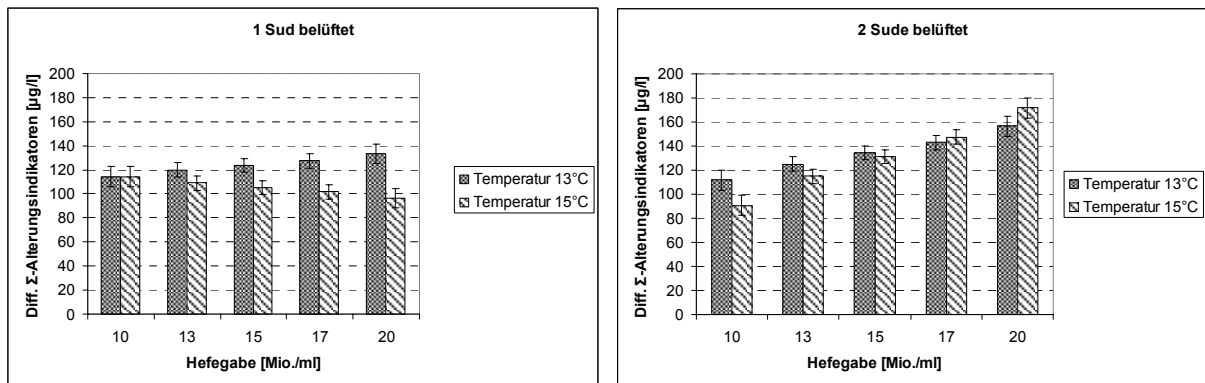 1 Sud belüftet
Diff. Σ-Alterungsindikatoren [µg/l]
200
180
160
140
120
100
80
60
40
20
0
10 13 15 17 20
Hefegabe [Mio./ml]
Temperatur 13°C
Temperatur 15°C
2 Sude belüftet
Diff. Σ-Alterungsindikatoren [µg/l]
200
180
160
140
120
100
80
60
40
20
0
10 13 15 17 20
Hefegabe [Mio./ml]
Temperatur 13°C
Temperatur 15°C